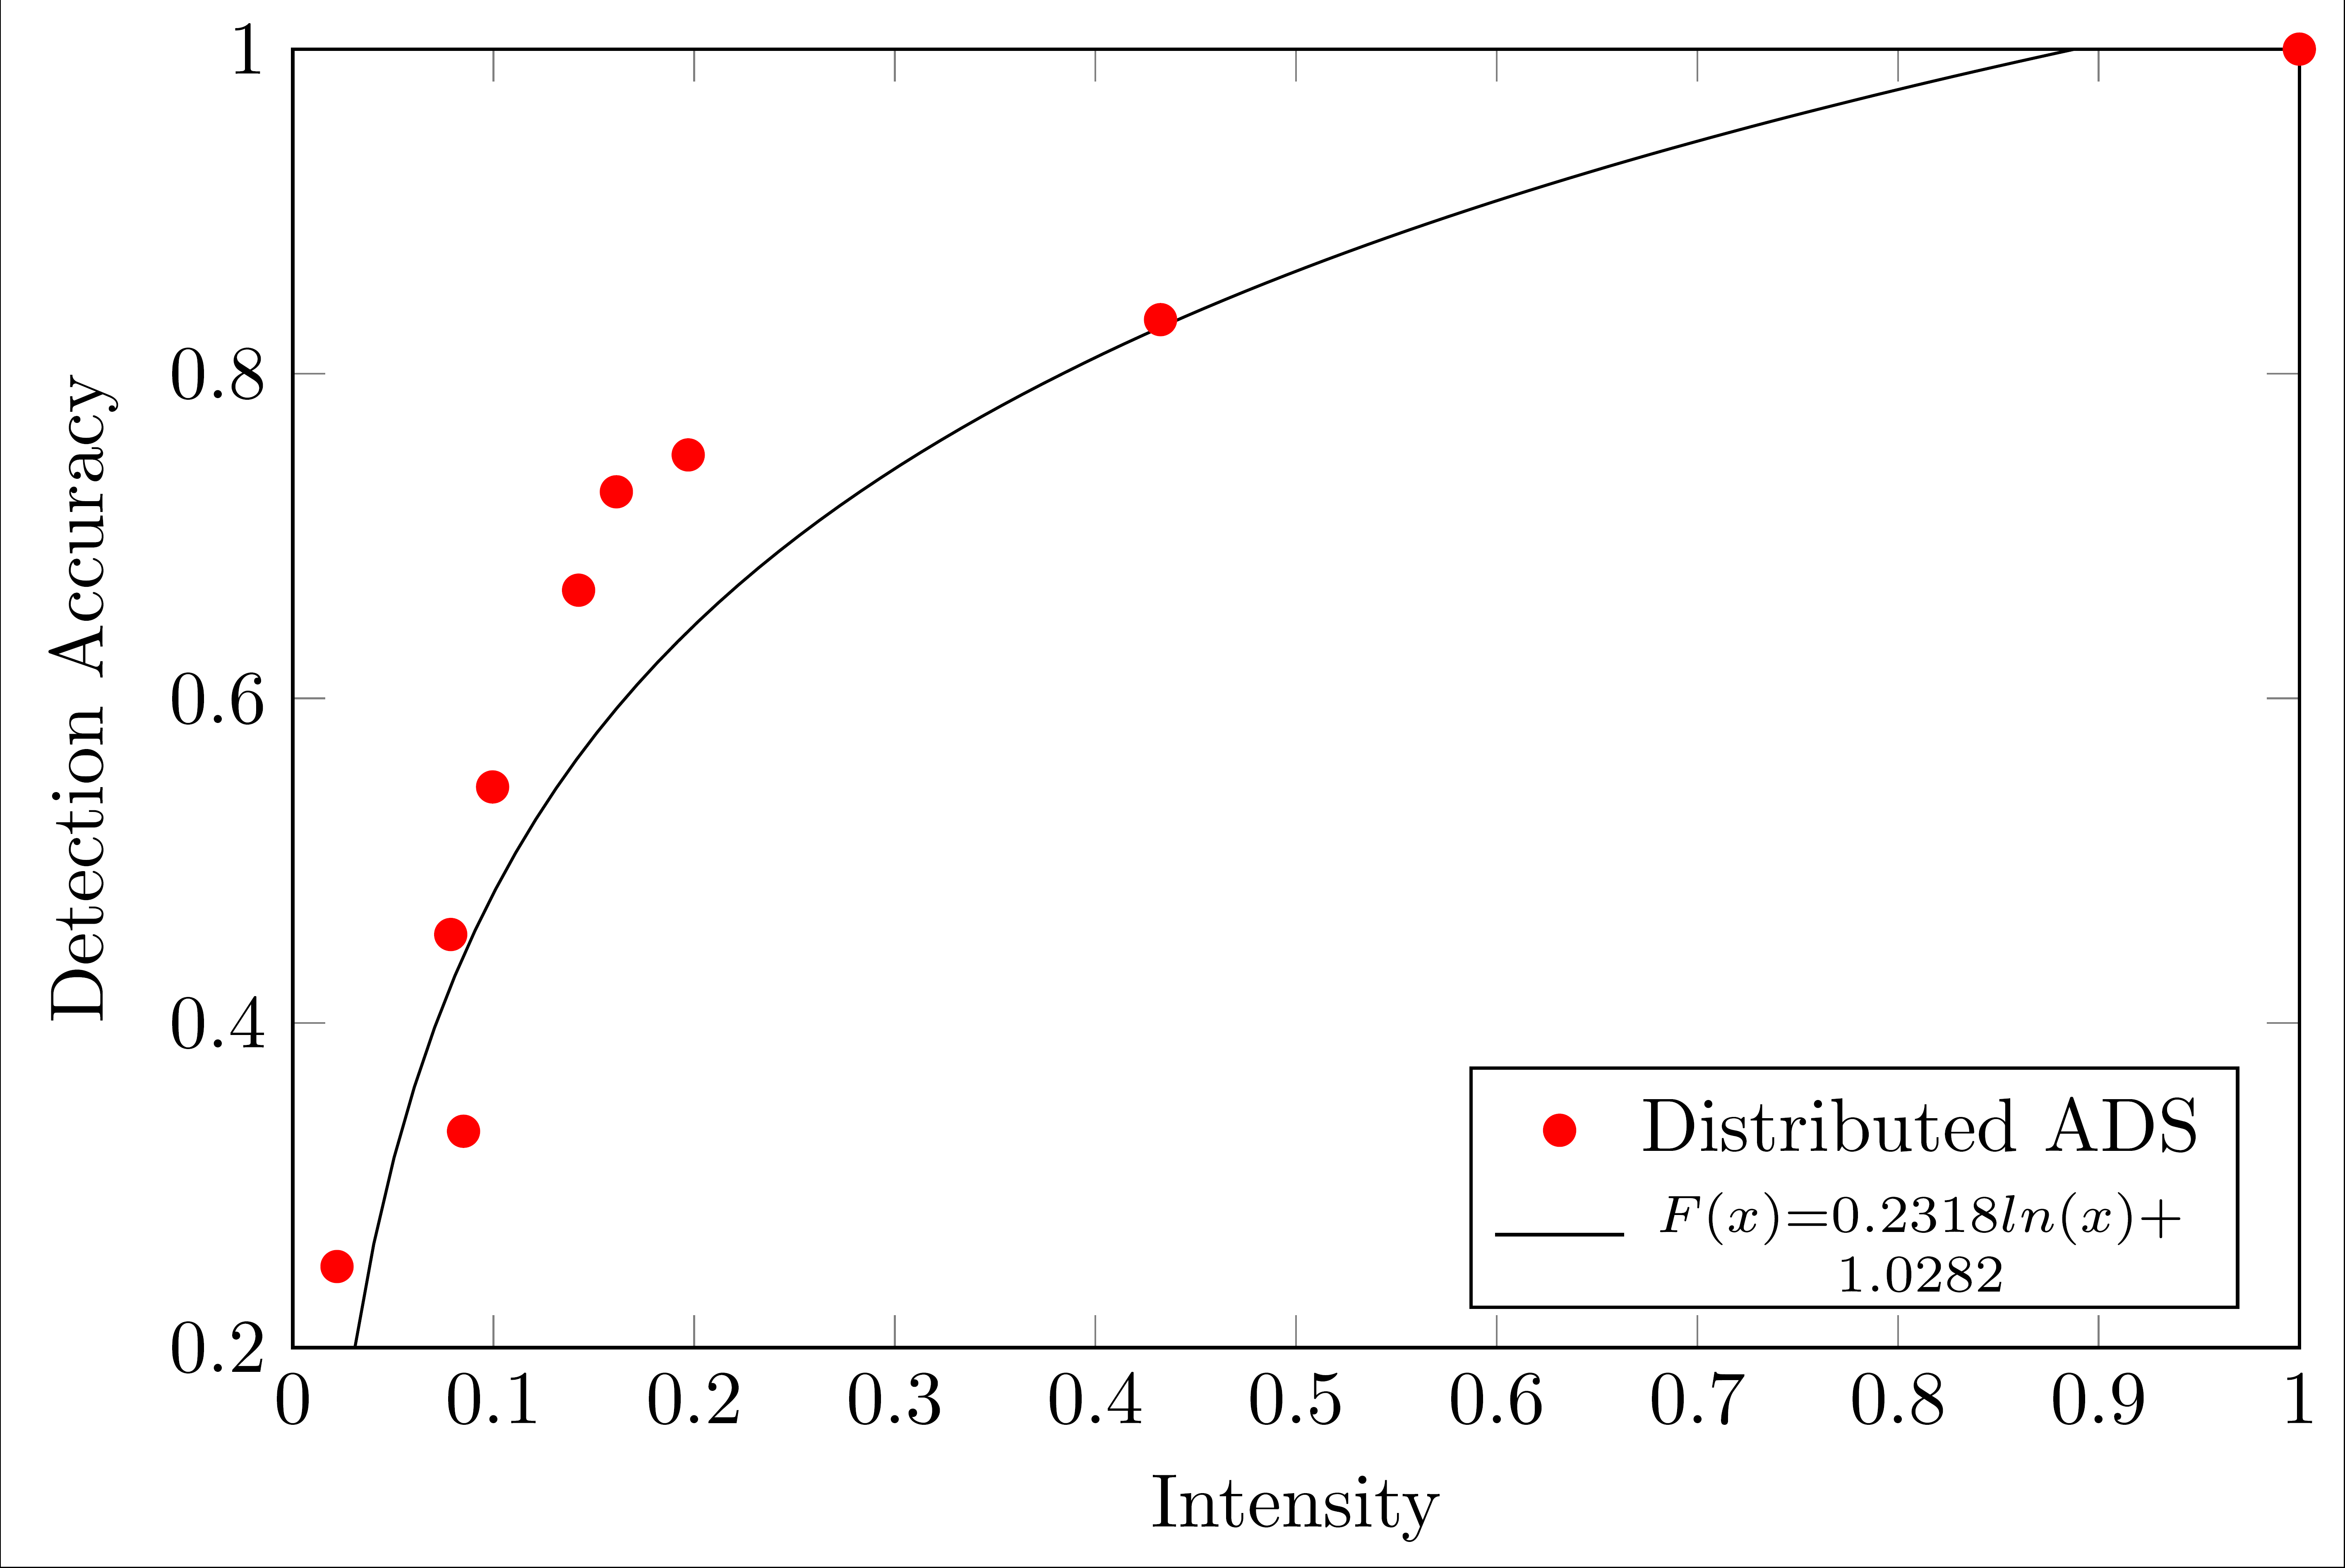 1
0.8
0.6
0.4
0.2
Detection Accuracy
0 0.1 0.2 0.3 0.4 0.5 0.6 0.7 0.8 0.9 1
Intensity
Distributed ADS
F(x)=0.2318ln(x)+
1.0282